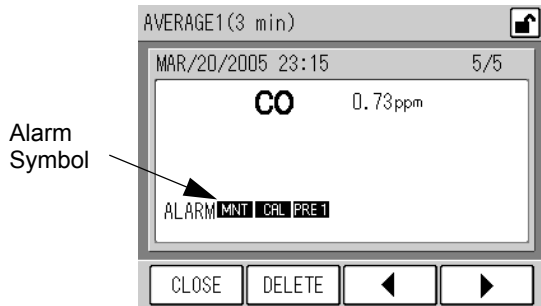 AVERAGE1(3 min)
MAR/20/2005 23:15 5/5
CO 0.73ppm
Alarm
Symbol
ALARM MNT CAL PRE1
CLOSE DELETE